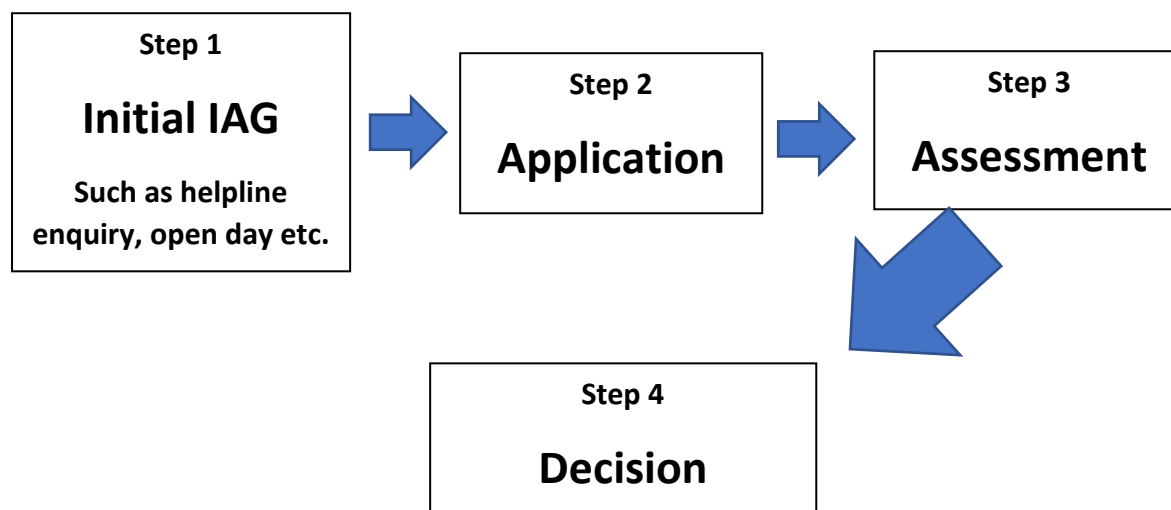 Step 1
Initial IAG
Such as helpline
enquiry, open day etc.
Step 2
Application
Step 3
Assessment
Step 4
Decision